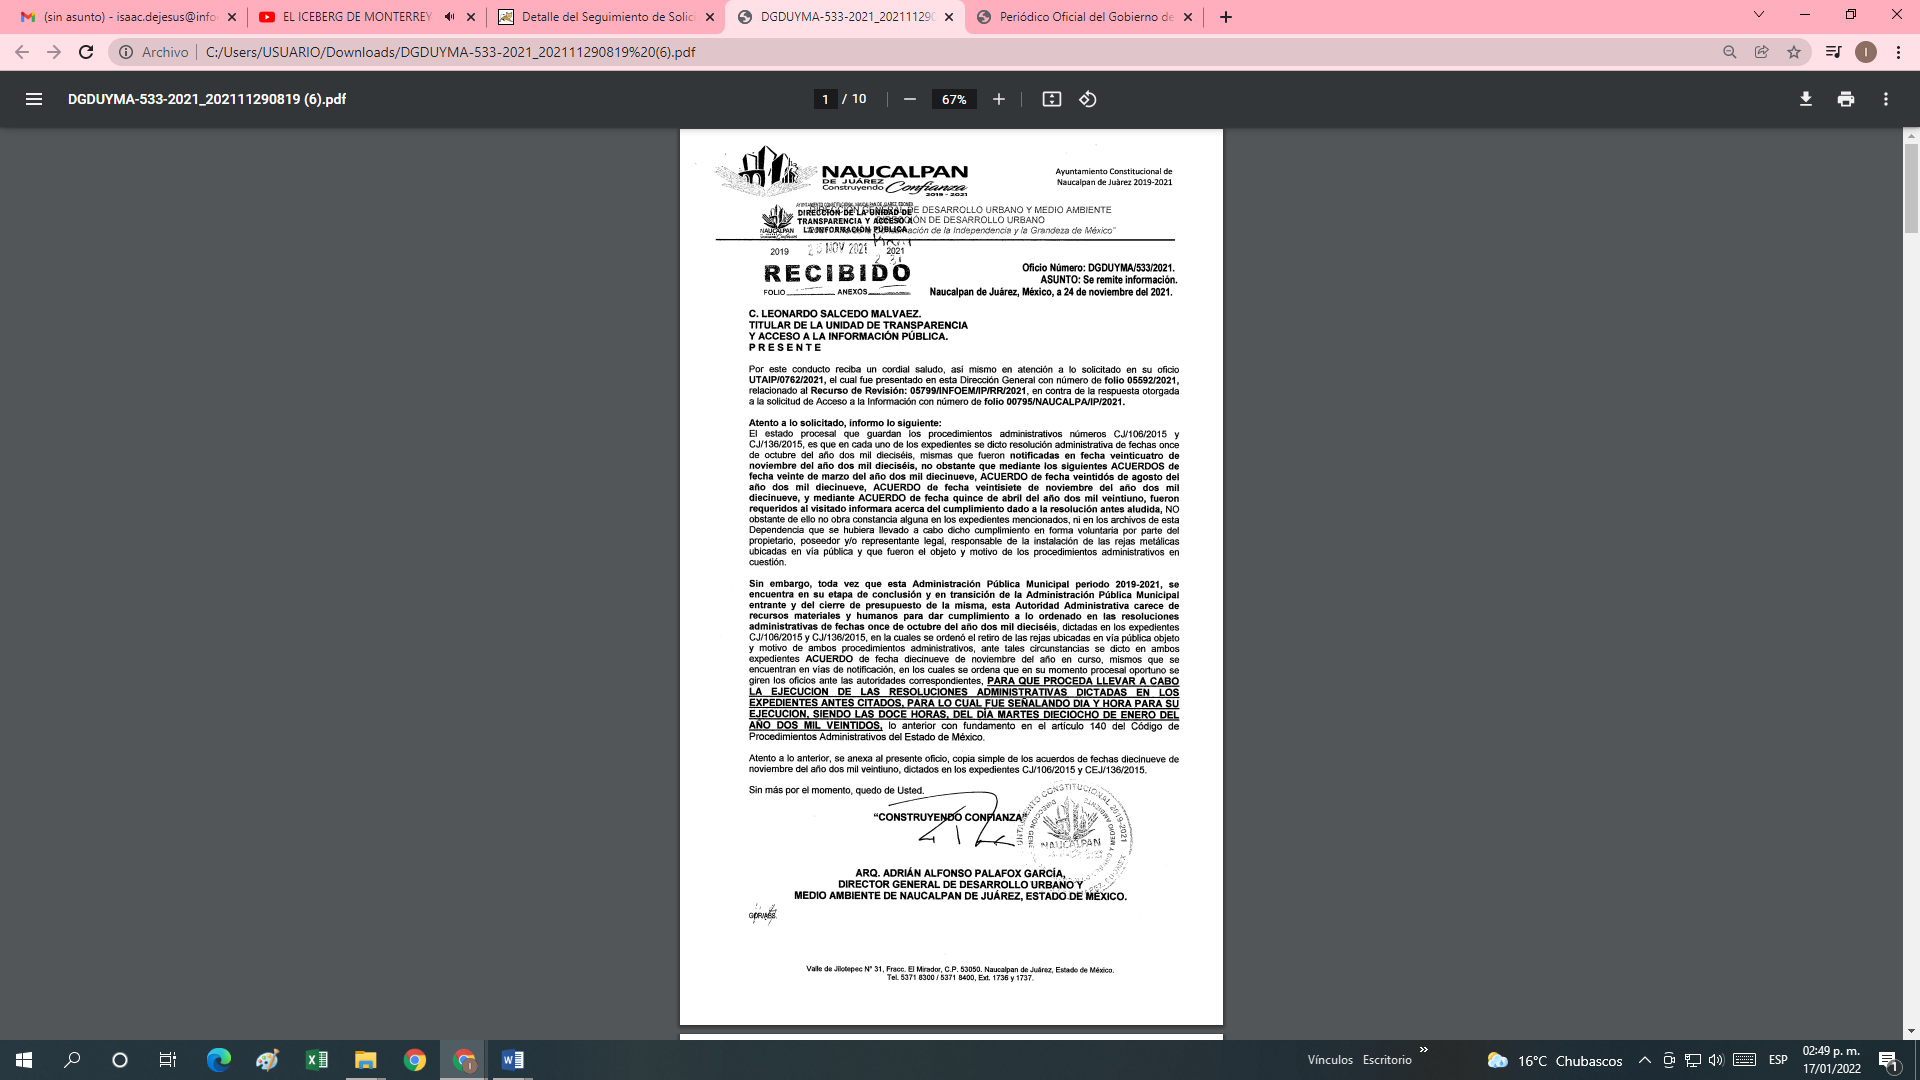 (sin asunto) - isaac.dejesus@info
EL ICEBERG DE MONTERREY
Detalle del Seguimiento de Solici
DGDUYMA-533-2021_20211129
Periódico Oficial del Gobierno de
Archivo C:/Users/USUARIO/Downloads/DGDUYMA-533-2021_202111290819%20(6).pdf
I
DGDUYMA-533-2021_202111290819 (6).pdf
1 / 10
67%
NAUCALPAN
DE JUÁREZ
Construyendo Confianza
2019 - 2021
Ayuntamiento Constitucional de
Naucalpan de Juárez 2019-2021
DE DESARROLLO URBANO Y MEDIO AMBIENTE
DE DESARROLLO URBANO
de la Independencia y la Grandeza de México"
DIRECCIÓN DE LA UNIDAD DE
TRANSPARENCIA Y ACCESO A
LA INFORMACIÓN PÚBLICA
NAUCALPAN
2019 NOV 2021 2021
RECIBIDO
FOLIO ANEXOS
Oficio Número: DGDUYMA/533/2021.
ASUNTO: Se remite información.
Naucalpan de Juárez, México, a 24 de noviembre del 2021.
C. LEONARDO SALCEDO MALVAEZ.
TITULAR DE LA UNIDAD DE TRANSPARENCIA
Y ACCESO A LA INFORMACIÓN PÚBLICA.
P R E S E N T E
Por este conducto reciba un cordial saludo, así mismo en atención a lo solicitado en su oficio
UTAIP/0762/2021, el cual fue presentado en esta Dirección General con número de folio 05592/2021,
relacionado al Recurso de Revisión: 05799/INFOEM/IP/RR/2021, en contra de la respuesta otorgada
a la solicitud de Acceso a la Información con número de folio 00795/NAUCALPA/IP/2021.
Atento a lo solicitado, informo lo siguiente:
El estado procesal que guardan los procedimientos administrativos números CJ/106/2015 y
CJ/136/2015, es que en cada uno de los expedientes se dicto resolución administrativa de fechas once
de octubre del año dos mil dieciséis, mismas que fueron notificadas en fecha veinticuatro de
noviembre del año dos mil dieciséis, no obstante que mediante los siguientes ACUERDOS de
fecha veinte de marzo del año dos mil diecinueve, ACUERDO de fecha veintidós de agosto del
año dos mil diecinueve, ACUERDO de fecha veintisiete de noviembre del año dos mil
diecinueve, y mediante ACUERDO de fecha quince de abril del año dos mil veintiuno, fueron
requeridos al visitado informara acerca del cumplimiento dado a la resolución antes aludida, NO
obstante de ello no obra constancia alguna en los expedientes mencionados, ni en los archivos de esta
Dependencia que se hubiera llevado a cabo dicho cumplimiento en forma voluntaria por parte del
propietario, poseedor y/o representante legal, responsable de la instalación de las rejas metálicas
ubicadas en vía pública y que fueron el objeto y motivo de los procedimientos administrativos en
cuestión.
Sin embargo, toda vez que esta Administración Pública Municipal periodo 2019-2021, se
encuentra en su etapa de conclusión y en transición de la Administración Pública Municipal
entrante y del cierre de presupuesto de la misma, esta Autoridad Administrativa carece de
recursos materiales y humanos para dar cumplimiento a lo ordenado en las resoluciones
administrativas de fechas once de octubre del año dos mil dieciséis, dictadas en los expedientes
CJ/106/2015 y CJ/136/2015, en la cuales se ordenó el retiro de las rejas ubicadas en vía pública objeto
y motivo de ambos procedimientos administrativos, ante tales circunstancias se dicto en ambos
expedientes ACUERDO de fecha diecinueve de noviembre del año en curso, mismos que se
encuentran en vías de notificación, en los cuales se ordena que en su momento procesal oportuno se
giren los oficios ante las autoridades correspondientes, PARA QUE PROCEDA LLEVAR A CABO
LA EJECUCION DE LAS RESOLUCIONES ADMINISTRATIVAS DICTADAS EN LOS
EXPEDIENTES ANTES CITADOS, PARA LO CUAL FUE SEÑALANDO DIA Y HORA PARA SU
EJECUCION, SIENDO LAS DOCE HORAS, DEL DÍA MARTES DIECIOCHO DE ENERO DEL
AÑO DOS MIL VEINTIDOS, lo anterior con fundamento en el artículo 140 del Código de
Procedimientos Administrativos del Estado de México.
Atento a lo anterior, se anexa al presente oficio, copia simple de los acuerdos de fechas diecinueve de
noviembre del año dos mil veintiuno, dictados en los expedientes CJ/106/2015 y CEJ/136/2015.
Sin más por el momento, quedo de Usted.
"CONSTRUYENDO CONFIANZA"
NAUCALPAN
ARQ. ADRIÁN ALFONSO PALAFOX GARCÍA,
DIRECTOR GENERAL DE DESARROLLO URBANO Y
MEDIO AMBIENTE DE NAUCALPAN DE JUÁREZ, ESTADO DE MÉXICO.
Valle de Jilotepec N° 31, Fracc. El Mirador, C.P. 53050. Naucalpan de Juárez, Estado de México.
Tel. 5371 8300 / 5371 8400, Ext. 1736 y 1737.
Vínculos Escritorio
16°C Chubascos
ESP
02:49 p. m.
17/01/2022
1